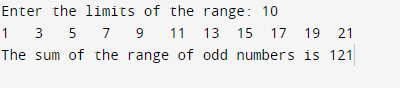 Enter the limits of the range: 10
1 3 5 7 9 11 13 15 17 19 21
The sum of the range of odd numbers is 121